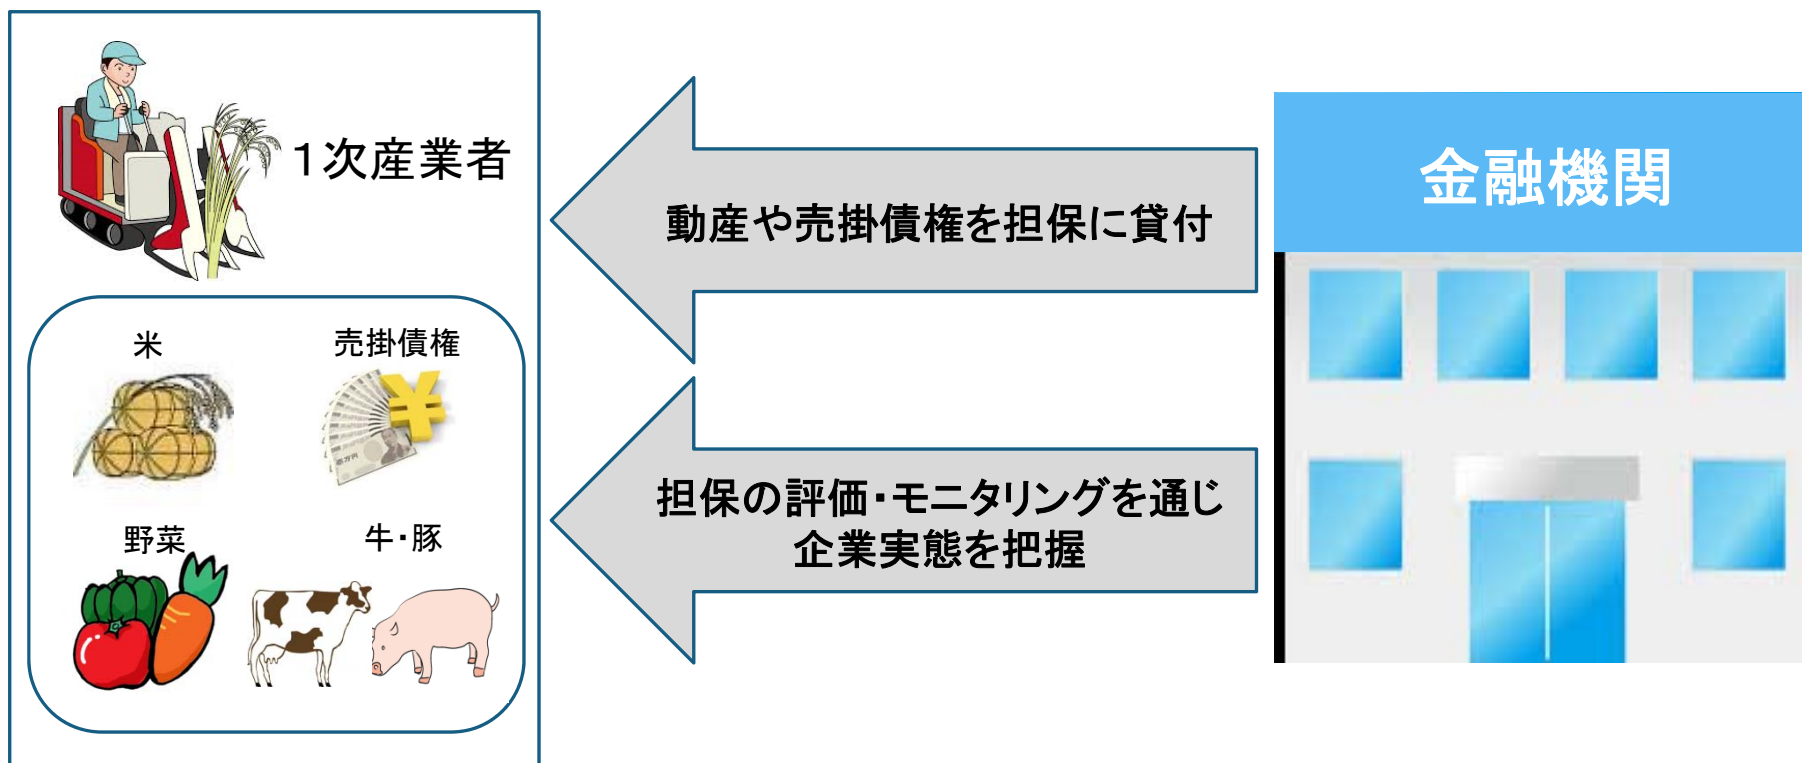 1次産業者
米
売掛債権
野菜
牛・豚
動産や売掛債権を担保に貸付
担保の評価・モニタリングを通じ
企業実態を把握
金融機関